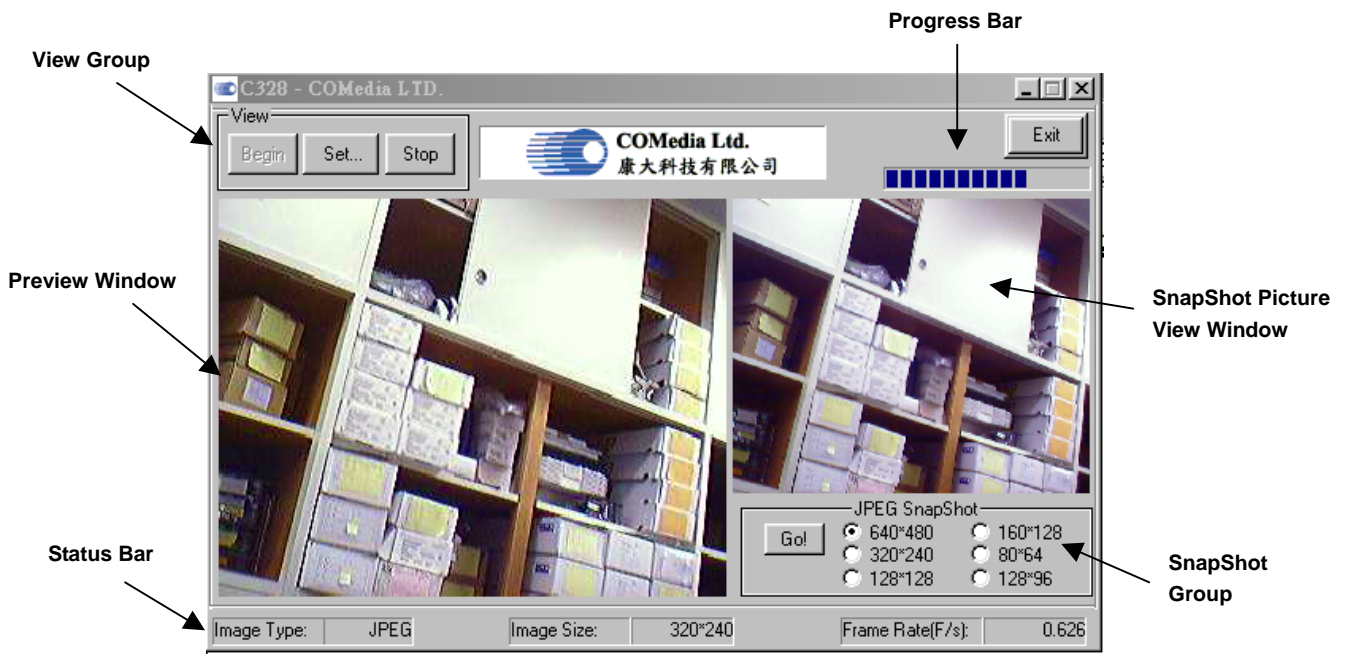 Progress Bar
View Group
C328 - COMedia LTD.
View
Begin
Set...
Stop
COMedia Ltd.
康大科技有限公司
Exit
Preview Window
SnapShot Picture
View Window
JPEG SnapShot
Go!
640*480
160*128
320*240
80*64
128*128
128*96
Status Bar
SnapShot
Group
Image Type:
JPEG
Image Size:
320*240
Frame Rate(F/s):
0.626